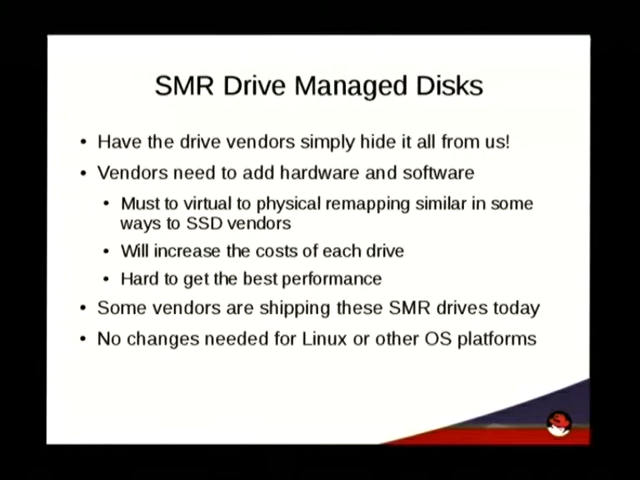 SMR Drive Managed Disks
• Have the drive vendors simply hide it all from us!
• Vendors need to add hardware and software
• Must to virtual to physical remapping similar in some
ways to SSD vendors
• Will increase the costs of each drive
• Hard to get the best performance
• Some vendors are shipping these SMR drives today
• No changes needed for Linux or other OS platforms